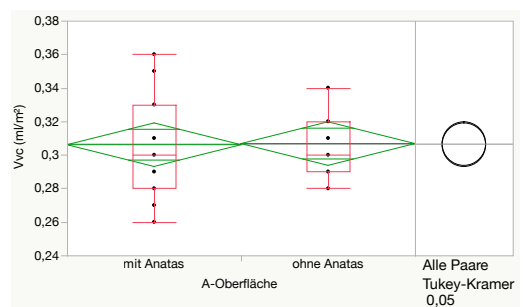 0,38
0,36
0,34
0,32
0,3
0,28
0,26
0,24
Vvc (ml/m²)
mit Anatas
ohne Anatas
A-Oberfläche
Alle Paare
Tukey-Kramer
0,05